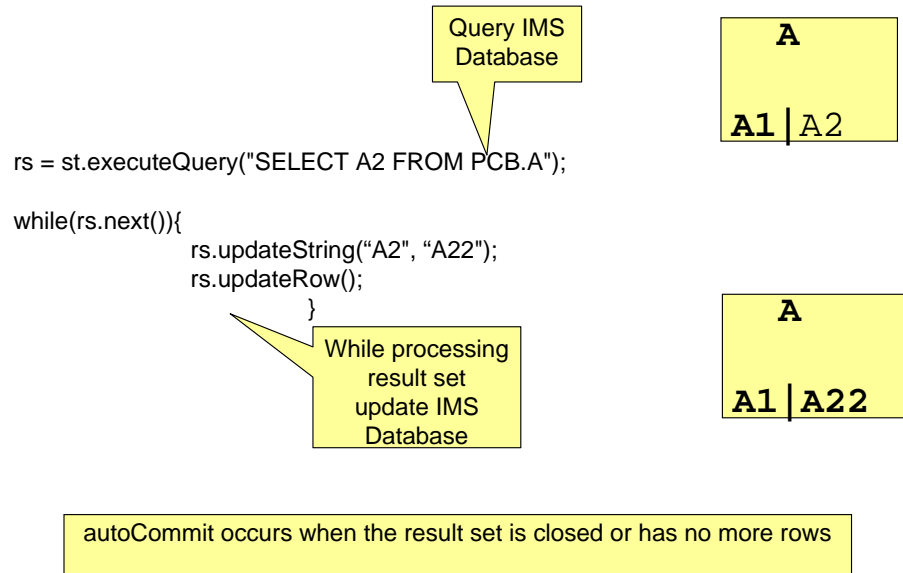 Query IMS
Database
A
A1|A2
rs = st.executeQuery("SELECT A2 FROM PCB.A");
while(rs.next()){
rs.updateString(“A2", “A22");
rs.updateRow();
}
While processing
result set
update IMS
Database
A
A1|A22
autoCommit occurs when the result set is closed or has no more rows